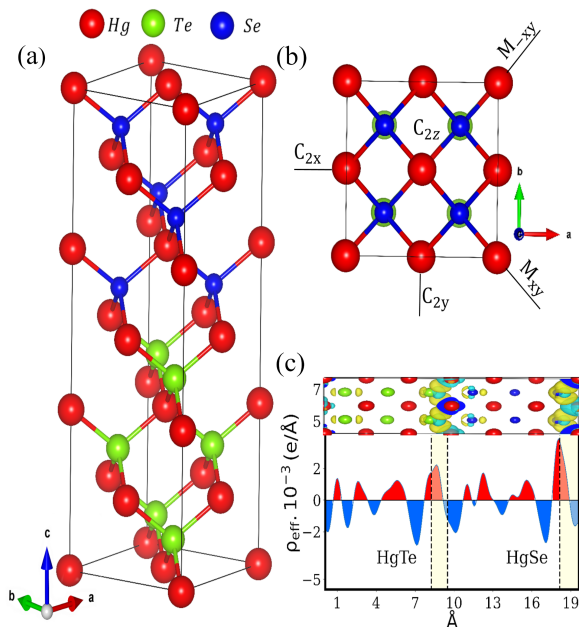 Hg Te Se
(a)
c
b
a
(b)
M₋xy
C₂z
C₂x
b
a
Mxy
C₂y
(c)
7
5
ρeff· 10⁻³ (e/Å)
2
0
−2
−5
HgTe
HgSe
1 4 7 10 13 16 19
Å